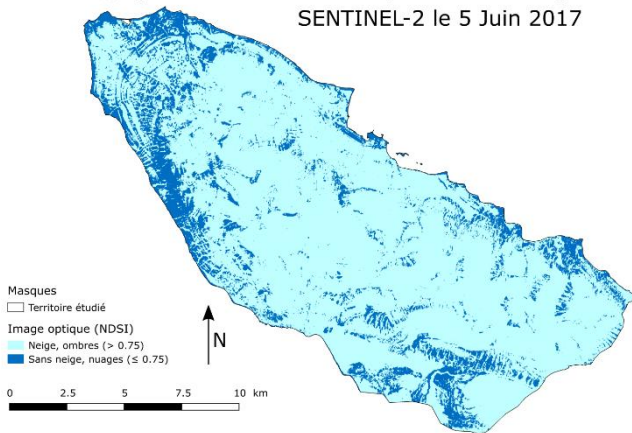 SENTINEL-2 le 5 Juin 2017
Masques
Territoire étudié
Image optique (NDSI)
Neige, ombres (> 0.75)
Sans neige, nuages (≤ 0.75)
N
0 2.5 5 7.5 10 km